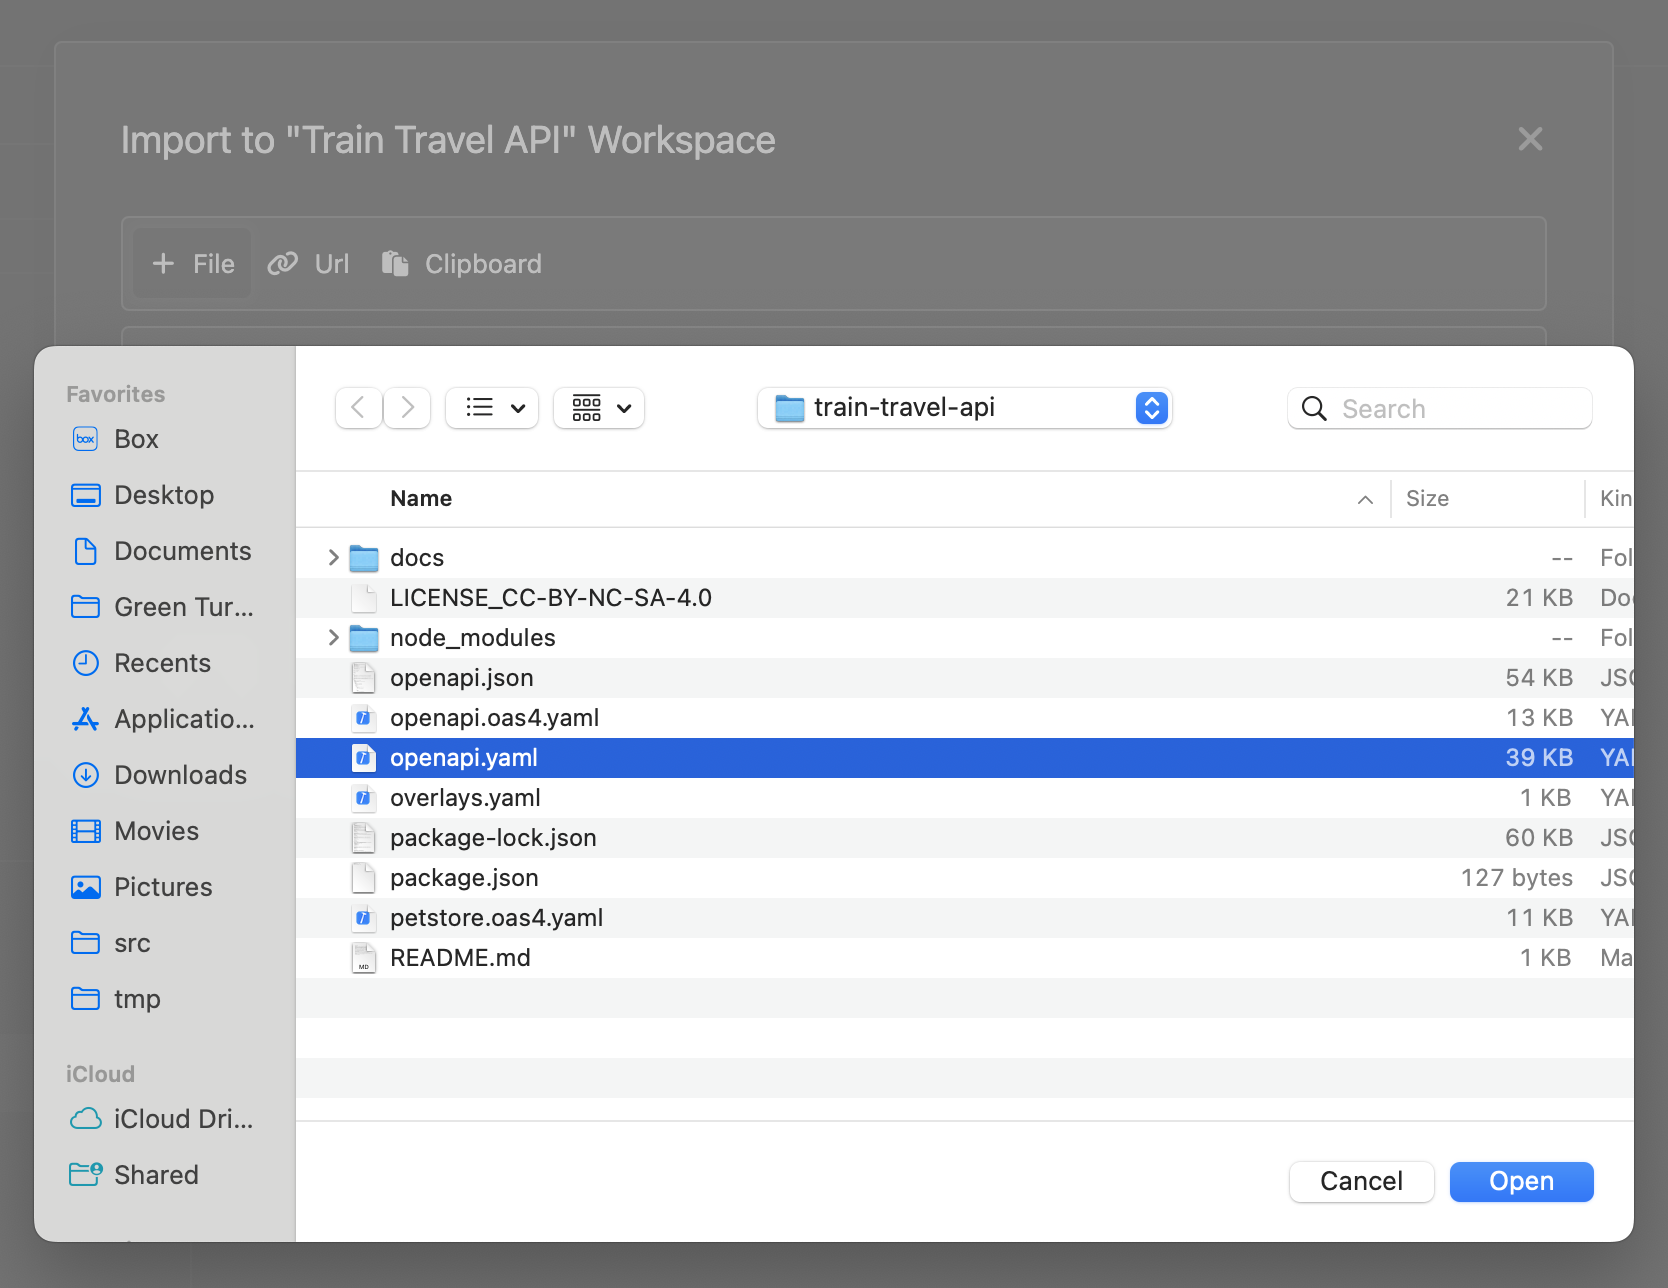 Import to "Train Travel API" Workspace
File Url Clipboard
Favorites
Box
Desktop
Documents
Green Tur...
Recents
Applicatio...
Downloads
Movies
Pictures
src
tmp
iCloud
iCloud Dri...
Shared
train-travel-api
Search
Name Size Kin
docs -- Fol
LICENSE_CC-BY-NC-SA-4.0 21 KB Do
node_modules -- Fol
openapi.json 54 KB JSO
openapi.oas4.yaml 13 KB YA
openapi.yaml 39 KB YA
overlays.yaml 1 KB YA
package-lock.json 60 KB JSO
package.json 127 bytes JSO
petstore.oas4.yaml 11 KB YA
README.md 1 KB Ma
Cancel Open